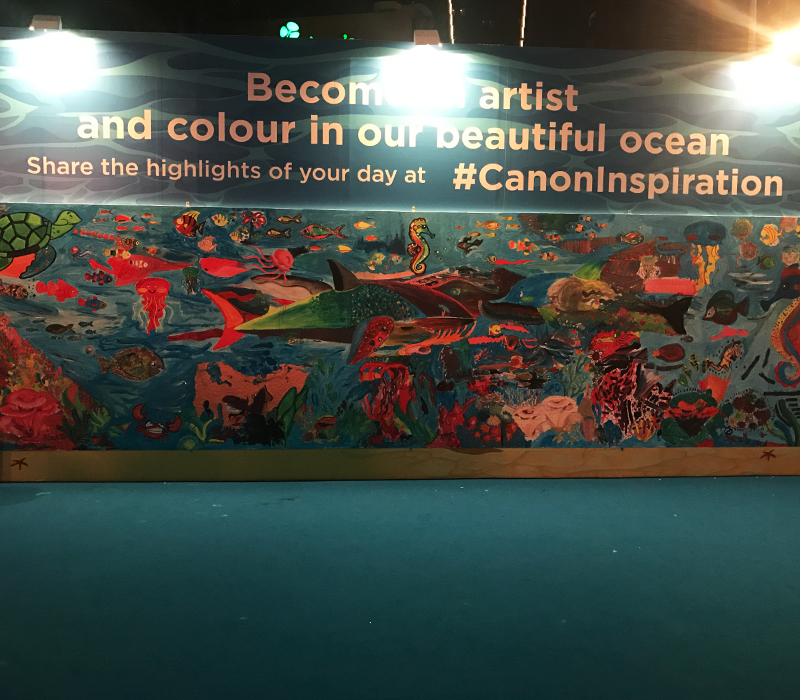 Becom artist
and colour in our beautiful ocean
Share the highlights of your day at #CanonInspiration